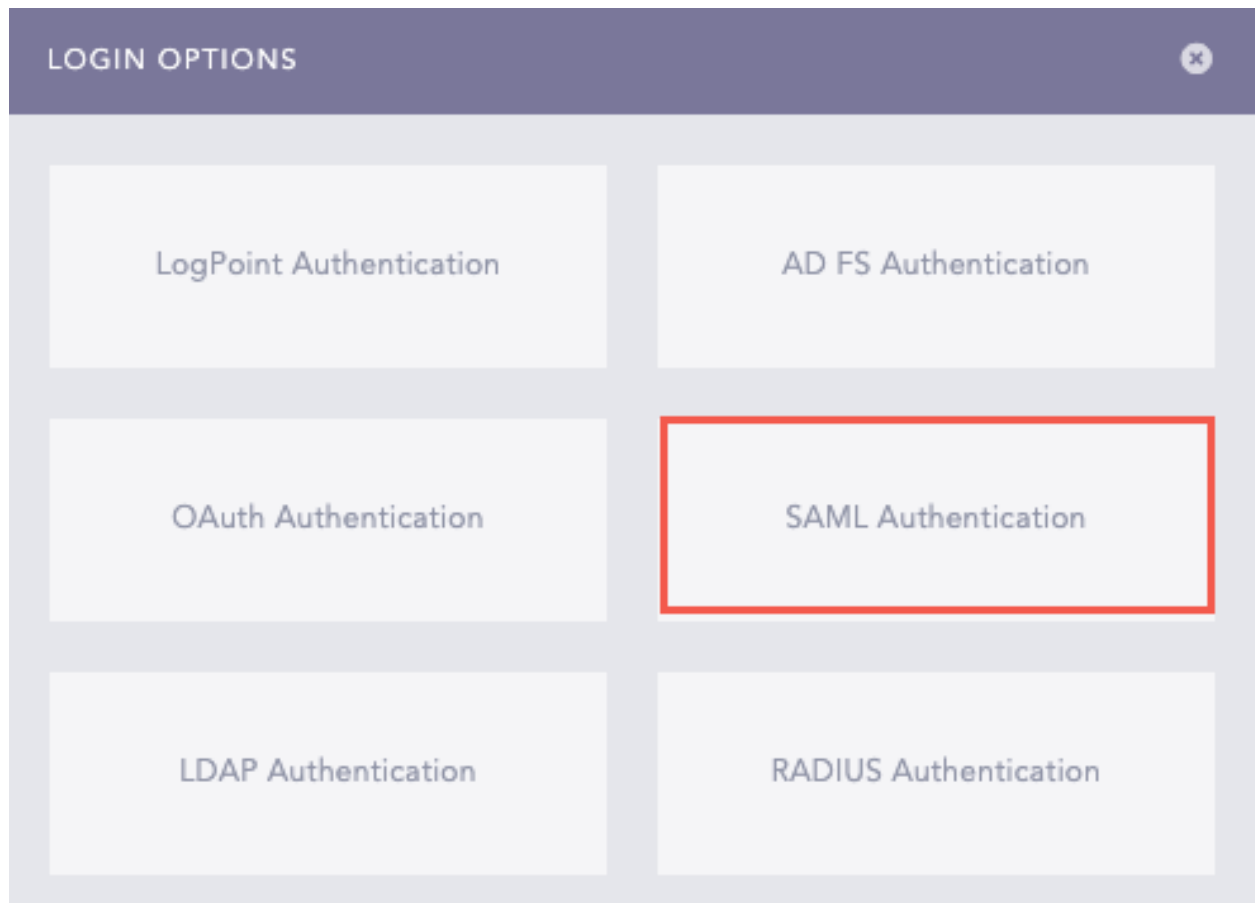 LOGIN OPTIONS
LogPoint Authentication
AD FS Authentication
OAuth Authentication
SAML Authentication
LDAP Authentication
RADIUS Authentication